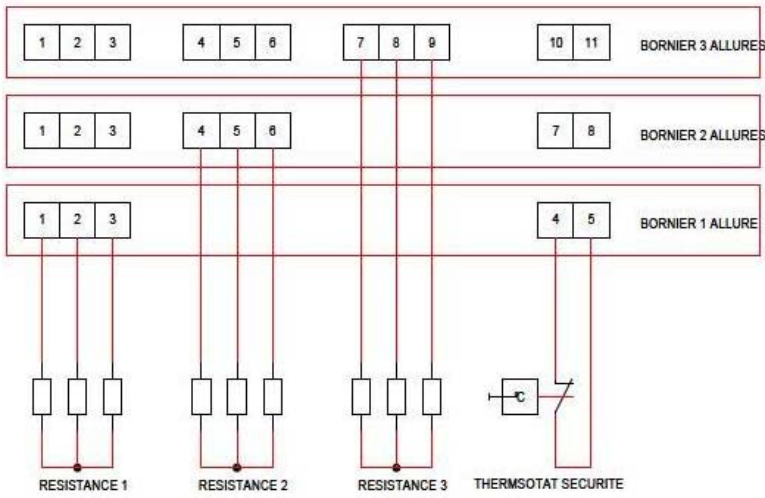 1 2 3 4 5 6 7 8 9 10 11 BORNIER 3 ALLURES
1 2 3 4 5 6 7 8 BORNIER 2 ALLURES
1 2 3 4 5 BORNIER 1 ALLURE
°C
RESISTANCE 1 RESISTANCE 2 RESISTANCE 3 THERMSOTAT SECURITE